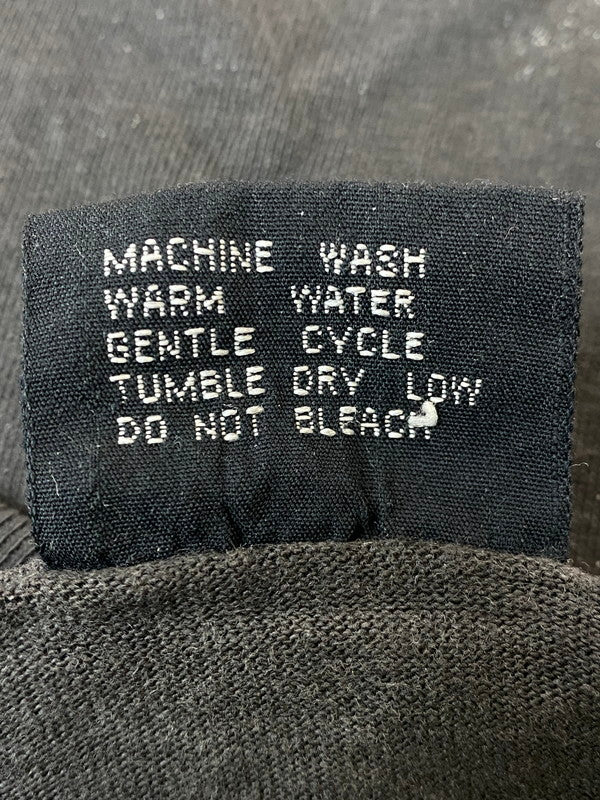 MACHINE WASH
WARM WATER
GENTLE CYCLE
TUMBLE DRY LOW
DO NOT BLEACH